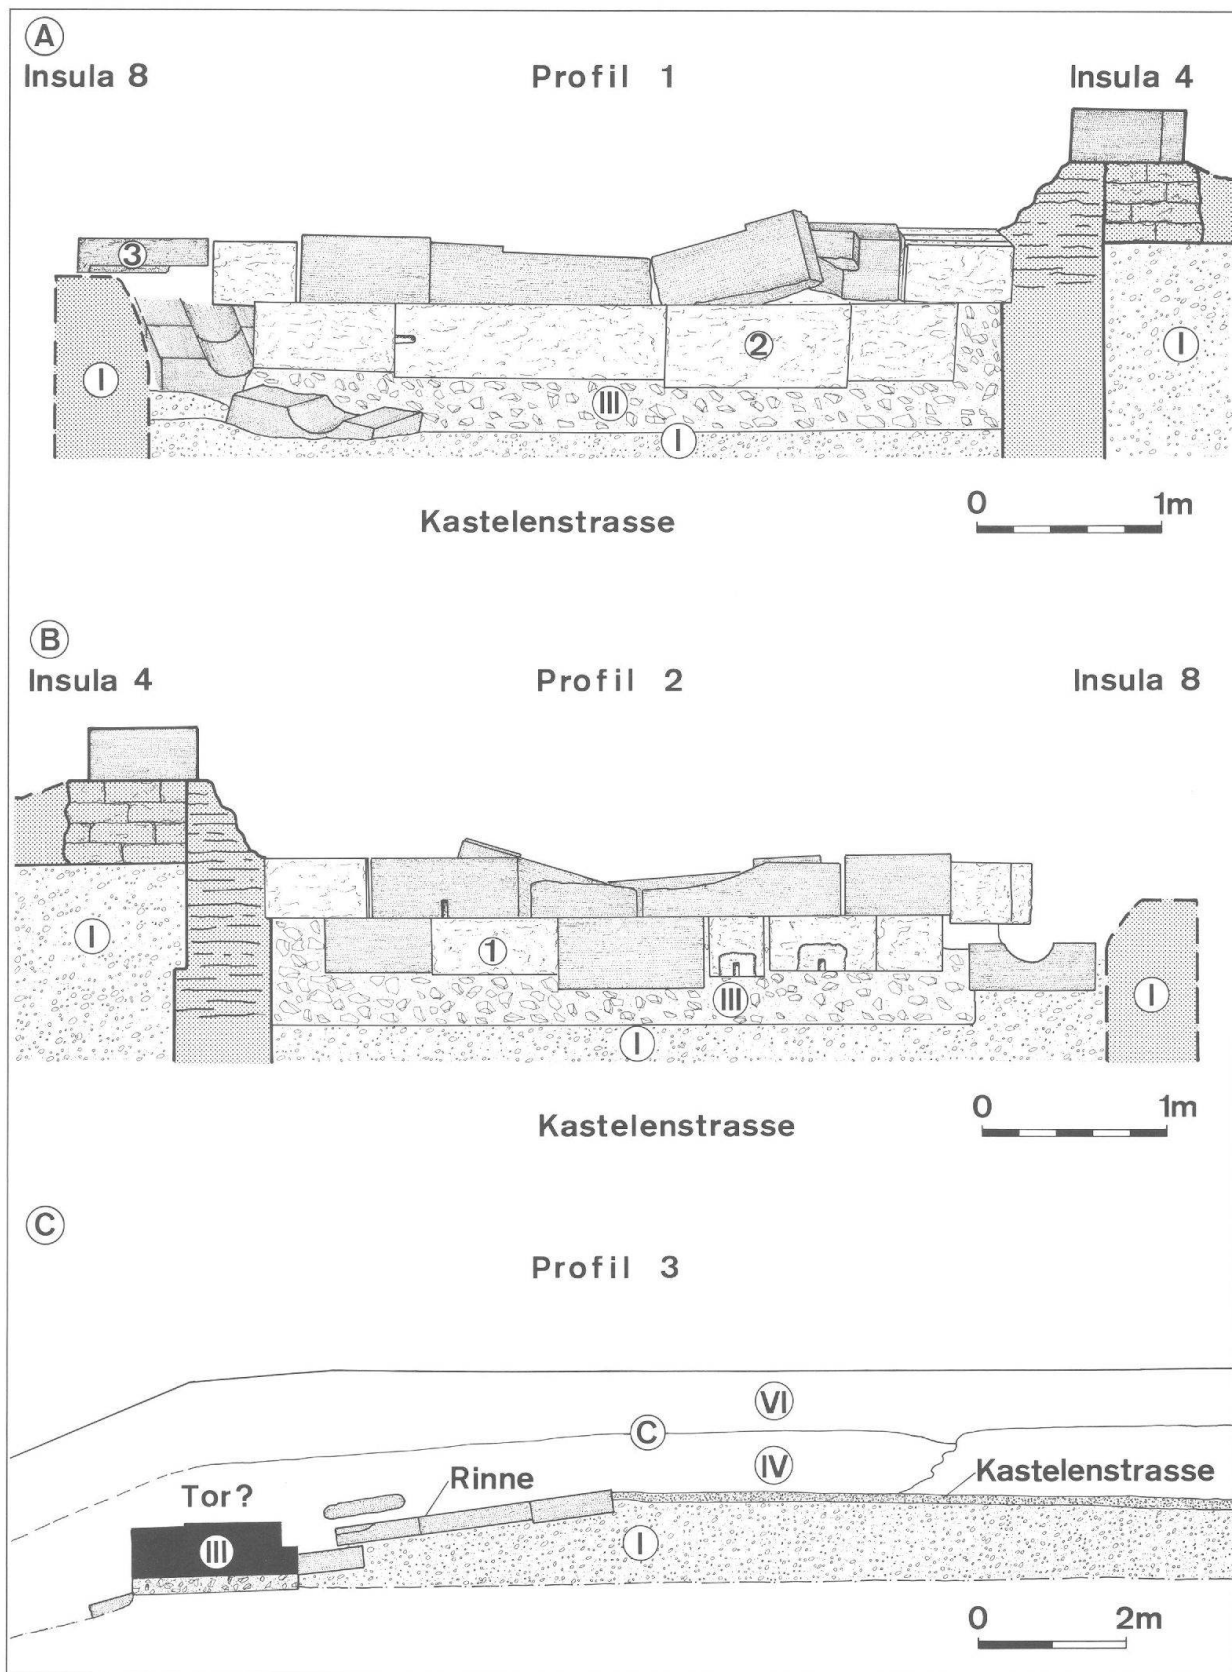 A
Insula 8 Profil 1 Insula 4
3
I
2
I
III
I
0 1m
Kastelenstrasse
B
Insula 4 Profil 2 Insula 8
I
1
III
I
I
0 1m
Kastelenstrasse
C
Profil 3
VI
C
IV
Rinne Kastelenstrasse
Tor?
III
I
0 2m